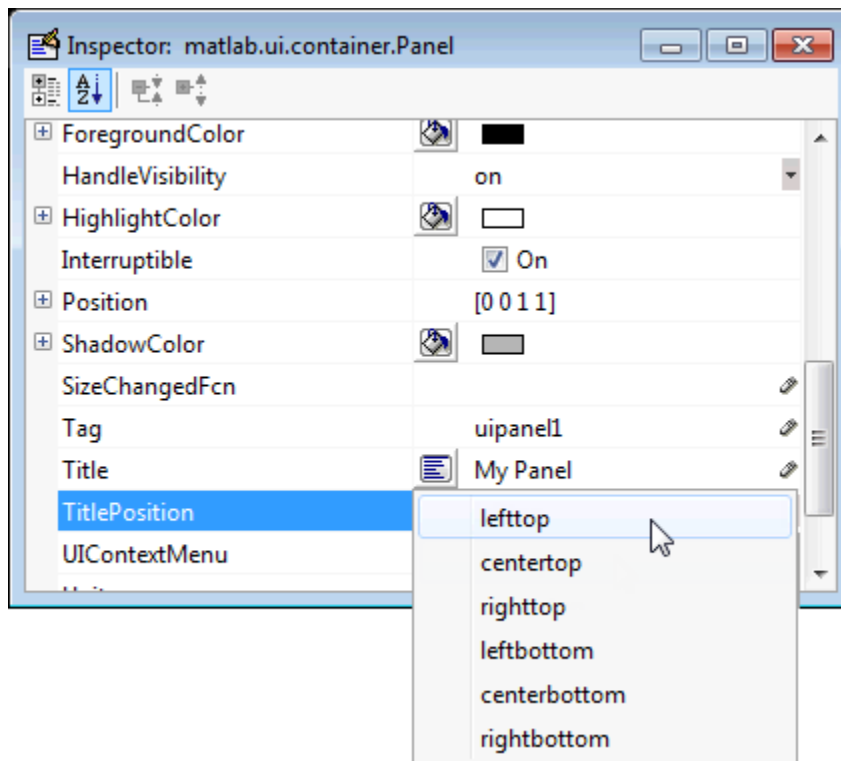 Inspector: matlab.ui.container.Panel
ForegroundColor
HandleVisibility on
HighlightColor
Interruptible On
Position [0 0 1 1]
ShadowColor
SizeChangedFcn
Tag uipanel1
Title My Panel
TitlePosition lefttop
UIContextMenu centertop
righttop
leftbottom
centerbottom
rightbottom